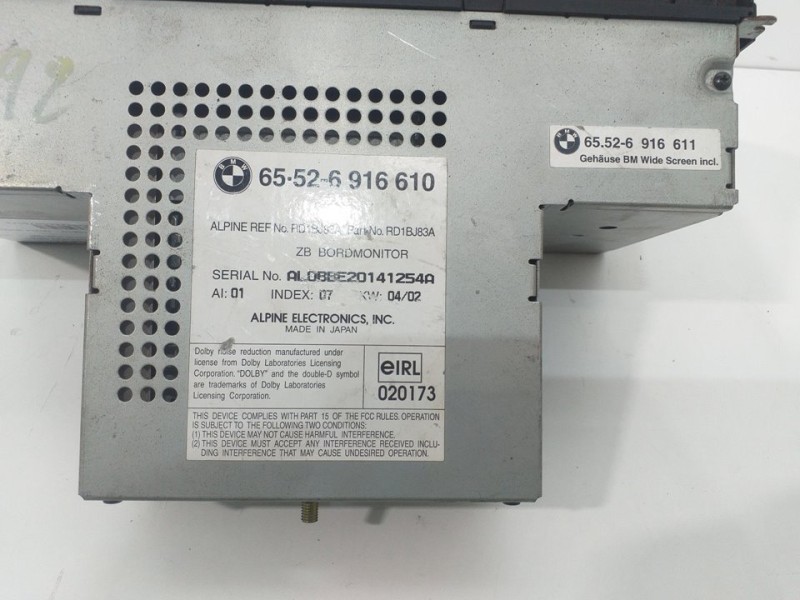 BMW 65-52-6 916 610
ALPINE REF No. RD1BJ83A Part No. RD1BJ83A
ZB BORDMONITOR
SERIAL No. AL06BE20141254A
AI: 01 INDEX: 07 KW: 04/02
ALPINE ELECTRONICS, INC.
MADE IN JAPAN
Dolby noise reduction manufactured under
license from Dolby Laboratories Licensing
Corporation. "DOLBY" and the double-D symbol
are trademarks of Dolby Laboratories
Licensing Corporation.
eIRL
020173
THIS DEVICE COMPLIES WITH PART 15 OF THE FCC RULES. OPERATION
IS SUBJECT TO THE FOLLOWING TWO CONDITIONS:
(1) THIS DEVICE MAY NOT CAUSE HARMFUL INTERFERENCE.
(2) THIS DEVICE MUST ACCEPT ANY INTERFERENCE RECEIVED INCLU-
DING INTERFERENCE THAT MAY CAUSE UNDESIRED OPERATION.
BMW 65.52-6 916 611
Gehäuse BM Wide Screen incl.